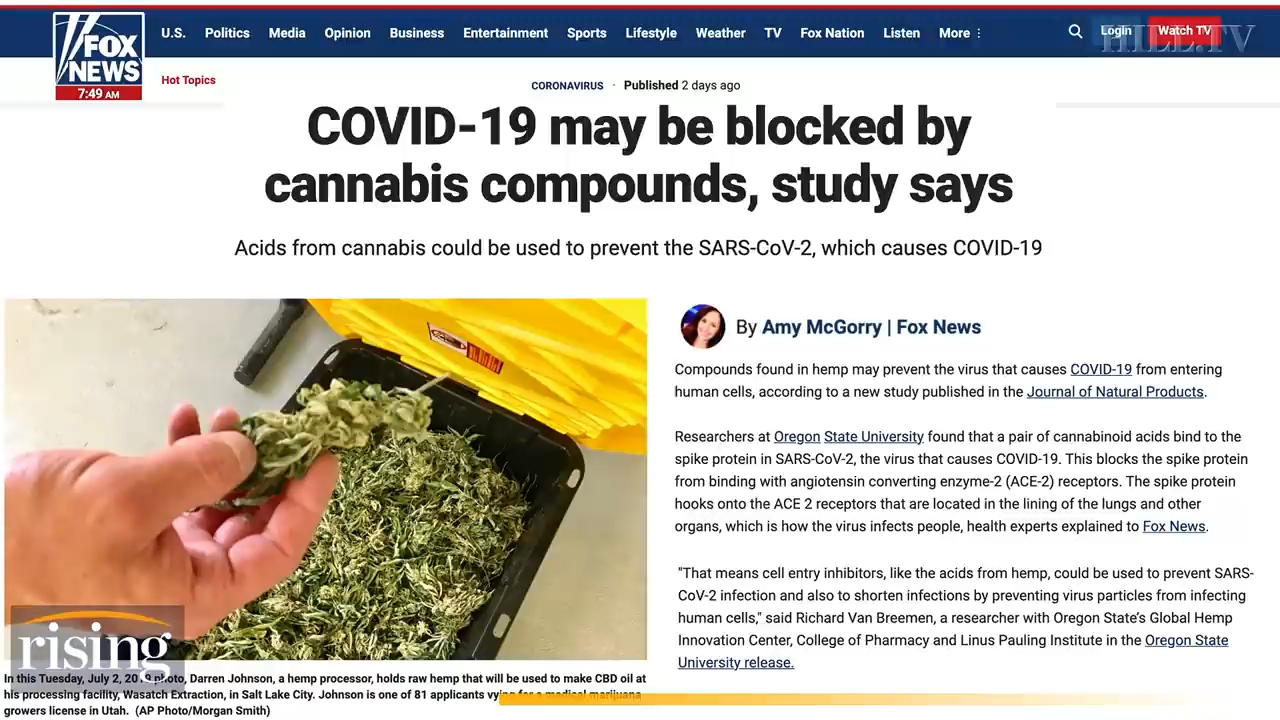 FOX
NEWS
7:49 AM
U.S. Politics Media Opinion Business Entertainment Sports Lifestyle Weather TV Fox Nation Listen More Login Watch TV
HILL.TV
Hot Topics
CORONAVIRUS · Published 2 days ago
COVID-19 may be blocked by
cannabis compounds, study says
Acids from cannabis could be used to prevent the SARS-CoV-2, which causes COVID-19
By Amy McGorry | Fox News
Compounds found in hemp may prevent the virus that causes COVID-19 from entering
human cells, according to a new study published in the Journal of Natural Products.
Researchers at Oregon State University found that a pair of cannabinoid acids bind to the
spike protein in SARS-CoV-2, the virus that causes COVID-19. This blocks the spike protein
from binding with angiotensin converting enzyme-2 (ACE-2) receptors. The spike protein
hooks onto the ACE 2 receptors that are located in the lining of the lungs and other
organs, which is how the virus infects people, health experts explained to Fox News.
"That means cell entry inhibitors, like the acids from hemp, could be used to prevent SARS-
CoV-2 infection and also to shorten infections by preventing virus particles from infecting
human cells," said Richard Van Breemen, a researcher with Oregon State's Global Hemp
Innovation Center, College of Pharmacy and Linus Pauling Institute in the Oregon State
University release.
rising
In this Tuesday, July 2, 2019 photo, Darren Johnson, a hemp processor, holds raw hemp that will be used to make CBD oil at
his processing facility, Wasatch Extraction, in Salt Lake City. Johnson is one of 81 applicants vying for a medical marijuana
growers license in Utah. (AP Photo/Morgan Smith)